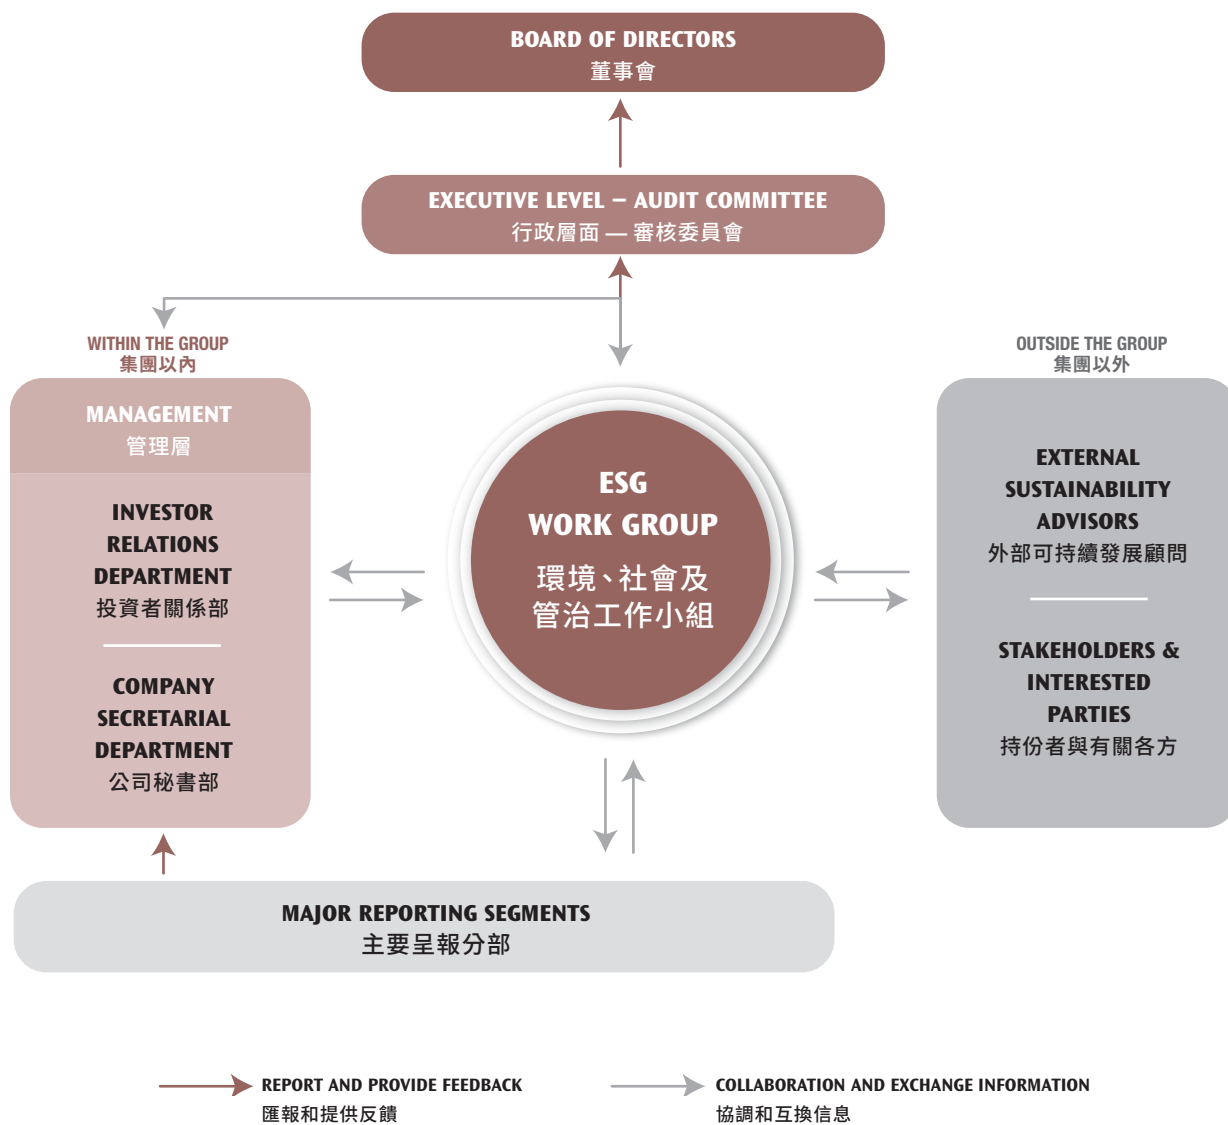 BOARD OF DIRECTORS
董事會
EXECUTIVE LEVEL – AUDIT COMMITTEE
行政層面 — 審核委員會
WITHIN THE GROUP
集團以內
MANAGEMENT
管理層
INVESTOR
RELATIONS
DEPARTMENT
投資者關係部
COMPANY
SECRETARIAL
DEPARTMENT
公司秘書部
ESG
WORK GROUP
環境、社會及
管治工作小組
OUTSIDE THE GROUP
集團以外
EXTERNAL
SUSTAINABILITY
ADVISORS
外部可持續發展顧問
STAKEHOLDERS &
INTERESTED
PARTIES
持份者與有關各方
MAJOR REPORTING SEGMENTS
主要呈報分部
REPORT AND PROVIDE FEEDBACK
匯報和提供反饋
COLLABORATION AND EXCHANGE INFORMATION
協調和互換信息